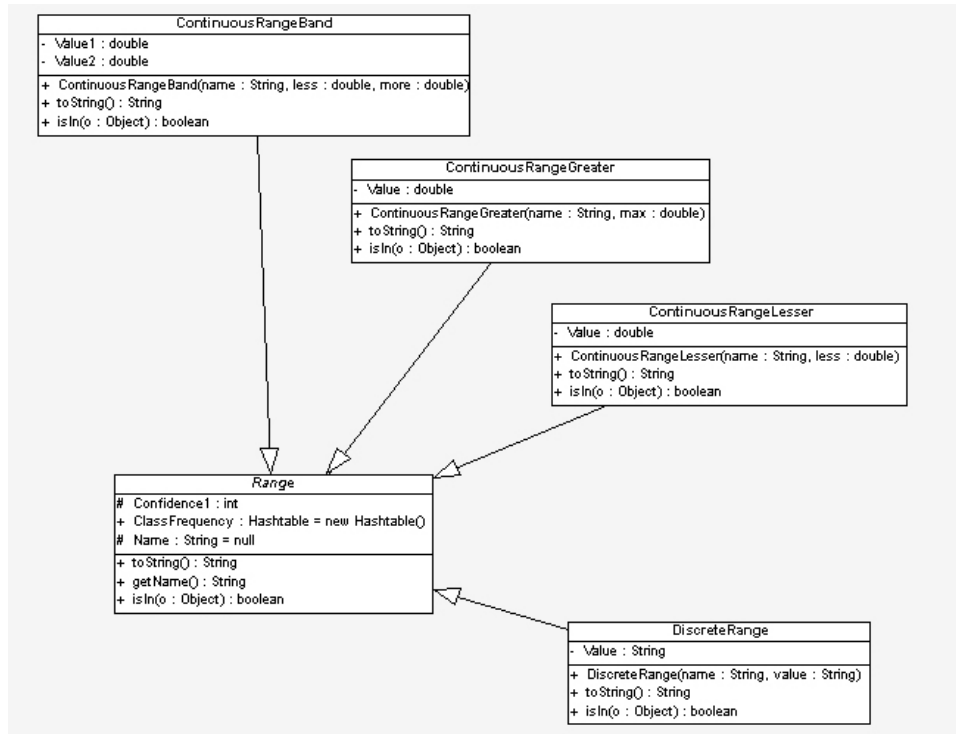 ContinuousRangeBand
- Value1 : double
- Value2 : double
+ ContinuousRangeBand(name : String, less : double, more : double)
+ toString() : String
+ isIn(o : Object) : boolean
ContinuousRangeGreater
- Value : double
+ ContinuousRangeGreater(name : String, max : double)
+ toString() : String
+ isIn(o : Object) : boolean
ContinuousRangeLesser
- Value : double
+ ContinuousRangeLesser(name : String, less : double)
+ toString() : String
+ isIn(o : Object) : boolean
Range
# Confidence1 : int
+ ClassFrequency : Hashtable = new Hashtable()
# Name : String = null
+ toString() : String
+ getName() : String
+ isIn(o : Object) : boolean
DiscreteRange
- Value : String
+ DiscreteRange(name : String, value : String)
+ toString() : String
+ isIn(o : Object) : boolean